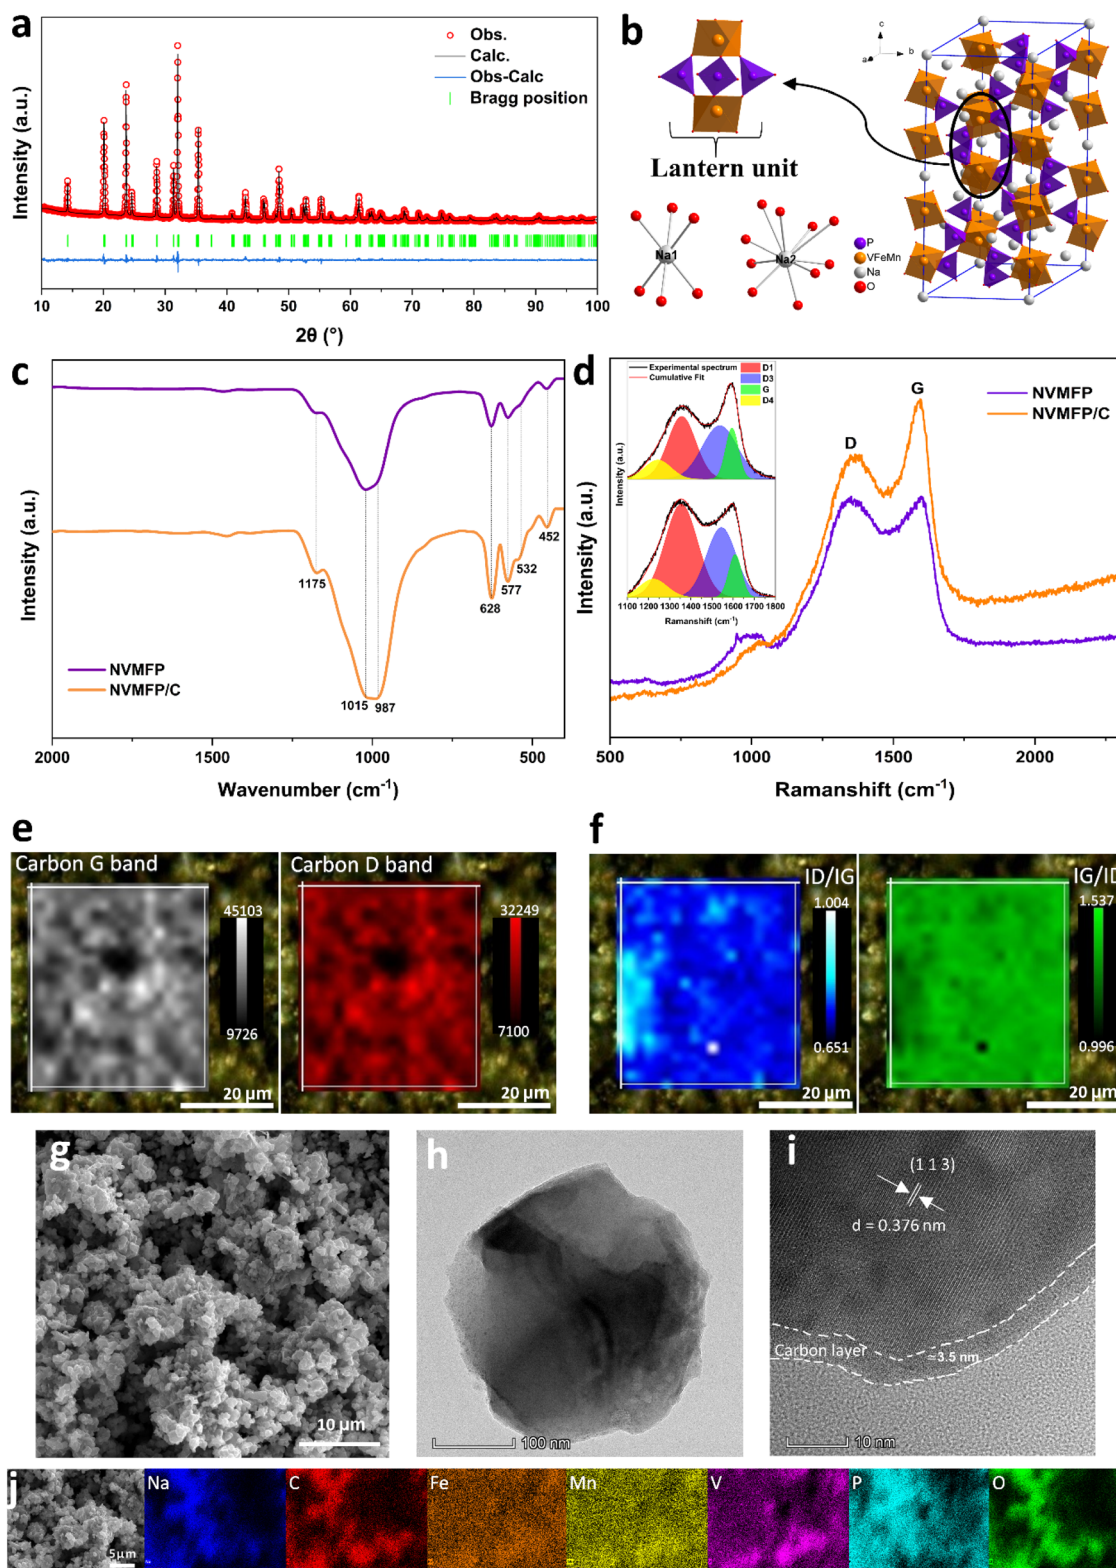 a
Intensity (a.u.)
Obs.
Calc.
Obs-Calc
Bragg position
10 20 30 40 50 60 70 80 90 100
2θ (°)
b
Lantern unit
c
b
a
Na1
Na2
P
VFeMn
Na
O
c
Intensity (a.u.)
1175
1015
987
628
577
532
452
NVMFP
NVMFP/C
2000 1500 1000 500
Wavenumber (cm⁻¹)
d
Intensity (a.u.)
Experimental spectrum
Cumulative Fit
D1
D3
G
D4
Intensity (a.u.)
1100 1200 1300 1400 1500 1600 1700 1800
Ramanshift (cm⁻¹)
D
G
NVMFP
NVMFP/C
500 1000 1500 2000
Ramanshift (cm⁻¹)
e
Carbon G band
45103
9726
20 µm
Carbon D band
32249
7100
20 µm
f
ID/IG
1.004
0.651
20 µm
IG/ID
1.537
0.996
20 µm
g
10 µm
h
100 nm
i
(1 1 3)
d = 0.376 nm
Carbon layer
≈3.5 nm
10 nm
j
5µm
Na
C
Fe
Mn
V
P
O